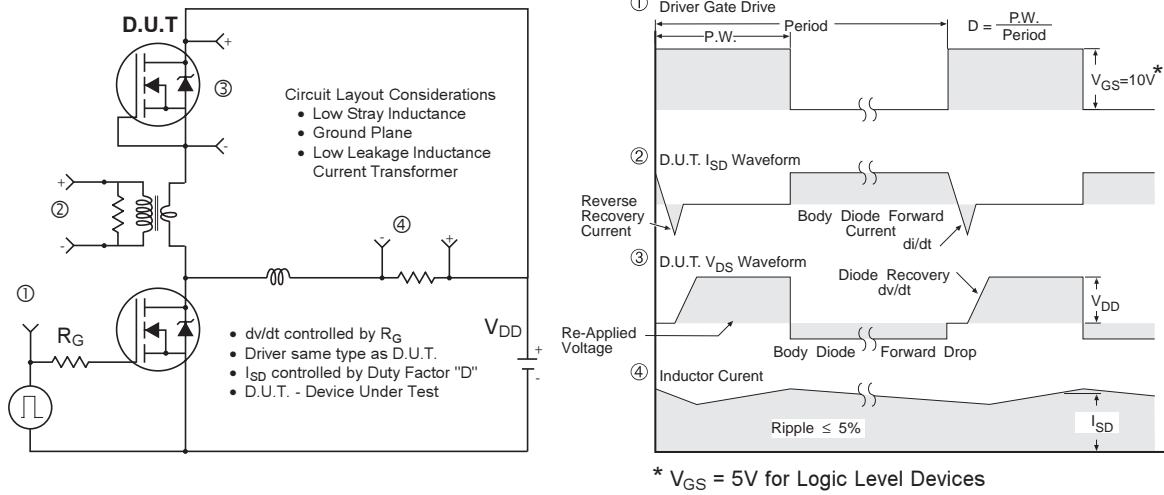 D.U.T
+
③
-
Circuit Layout Considerations
• Low Stray Inductance
• Ground Plane
• Low Leakage Inductance
Current Transformer
+
②
-
④
- +
①
RG
• dv/dt controlled by RG
• Driver same type as D.U.T.
• ISD controlled by Duty Factor "D"
• D.U.T. - Device Under Test
VDD
+
-
① Driver Gate Drive
P.W.
Period
D = P.W. / Period
VGS=10V*
② D.U.T. ISD Waveform
Reverse
Recovery
Current
Body Diode Forward
Current
di/dt
③ D.U.T. VDS Waveform
Diode Recovery
dv/dt
VDD
Re-Applied
Voltage
Body Diode Forward Drop
④ Inductor Curent
Ripple ≤ 5%
ISD
* VGS = 5V for Logic Level Devices